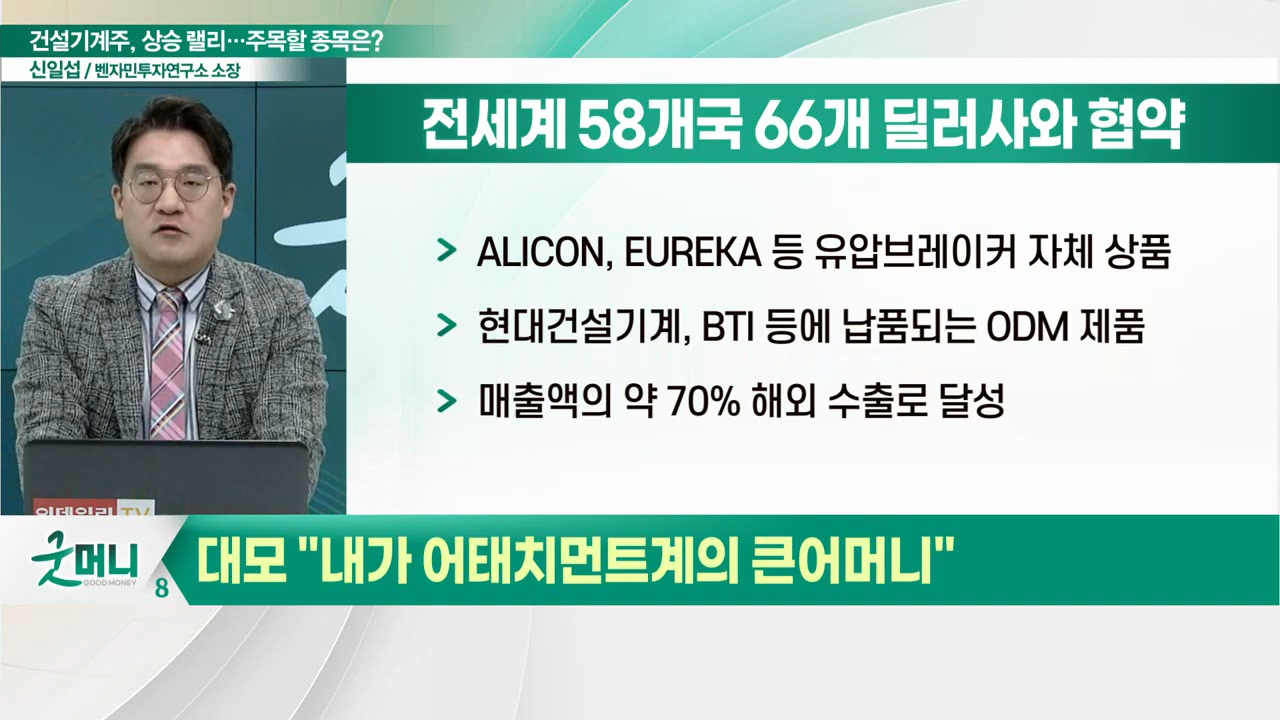 건설기계주, 상승 랠리…주목할 종목은?
신일섭 / 벤자민투자연구소 소장
전세계 58개국 66개 딜러사와 협약
> ALICON, EUREKA 등 유압브레이커 자체 상품
> 현대건설기계, BTI 등에 납품되는 ODM 제품
> 매출액의 약 70% 해외 수출로 달성
이데일리 TV
굿머니
GOOD MONEY
8
대모 "내가 어태치먼트계의 큰어머니"